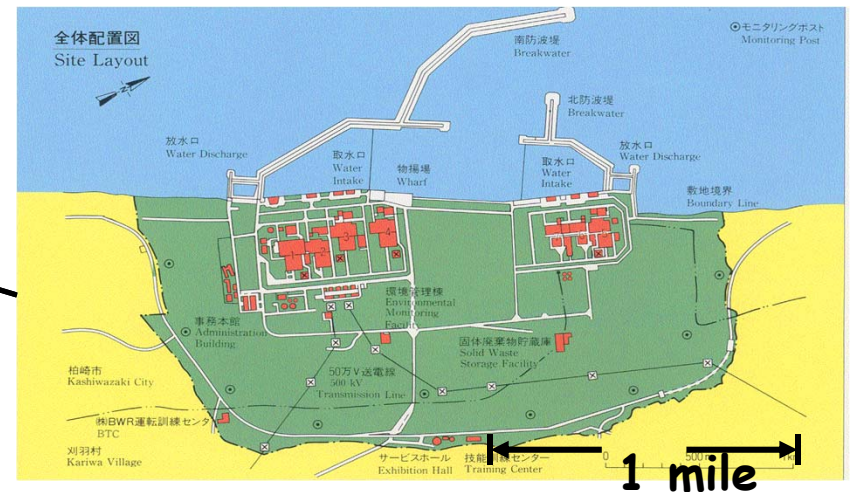 全体配置図
Site Layout
モニタリングポスト
Monitoring Post
南防波堤
Breakwater
北防波堤
Breakwater
放水口
Water Discharge
取水口
Water
Intake
物揚場
Wharf
取水口
Water
Intake
放水口
Water Discharge
敷地境界
Boundary Line
1
2
3
4
環境管理棟
Environmental
Monitoring
Facility
事務本館
Administration
Building
固体廃棄物貯蔵庫
Solid Waste
Storage Facility
50万V送電線
500 kV
Transmission Line
柏崎市
Kashiwazaki City
㈱BWR運転訓練センタ
BTC
刈羽村
Kariwa Village
サービスホール
Exhibition Hall
技能訓練センター
Training Center
0
1 mile